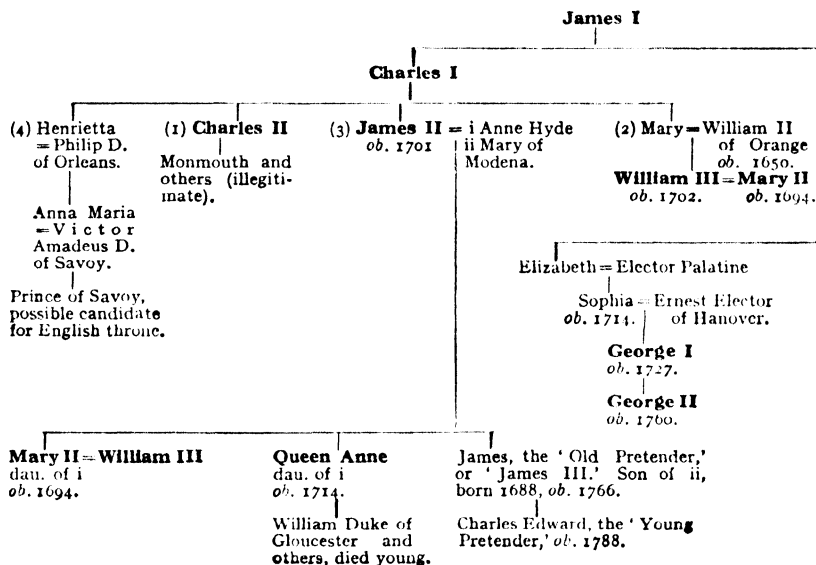 James I
Charles I
(4) Henrietta
= Philip D.
of Orleans.
Anna Maria
= Victor
Amadeus D.
of Savoy.
Prince of Savoy,
possible candidate
for English throne.
(1) Charles II
Monmouth and
others (illegiti-
mate).
(3) James II = i Anne Hyde
ob. 1701 ii Mary of
Modena.
(2) Mary = William II
of Orange
ob. 1650.
William III = Mary II
ob. 1702. ob. 1694.
Elizabeth = Elector Palatine
Sophia = Ernest Elector
ob. 1714. of Hanover.
George I
ob. 1727.
George II
ob. 1760.
Mary II = William III
dau. of i
ob. 1694.
Queen Anne
dau. of i
ob. 1714.
William Duke of
Gloucester and
others, died young.
James, the ' Old Pretender,'
or ' James III.' Son of ii,
born 1688, ob. 1766.
Charles Edward, the ' Young
Pretender,' ob. 1788.